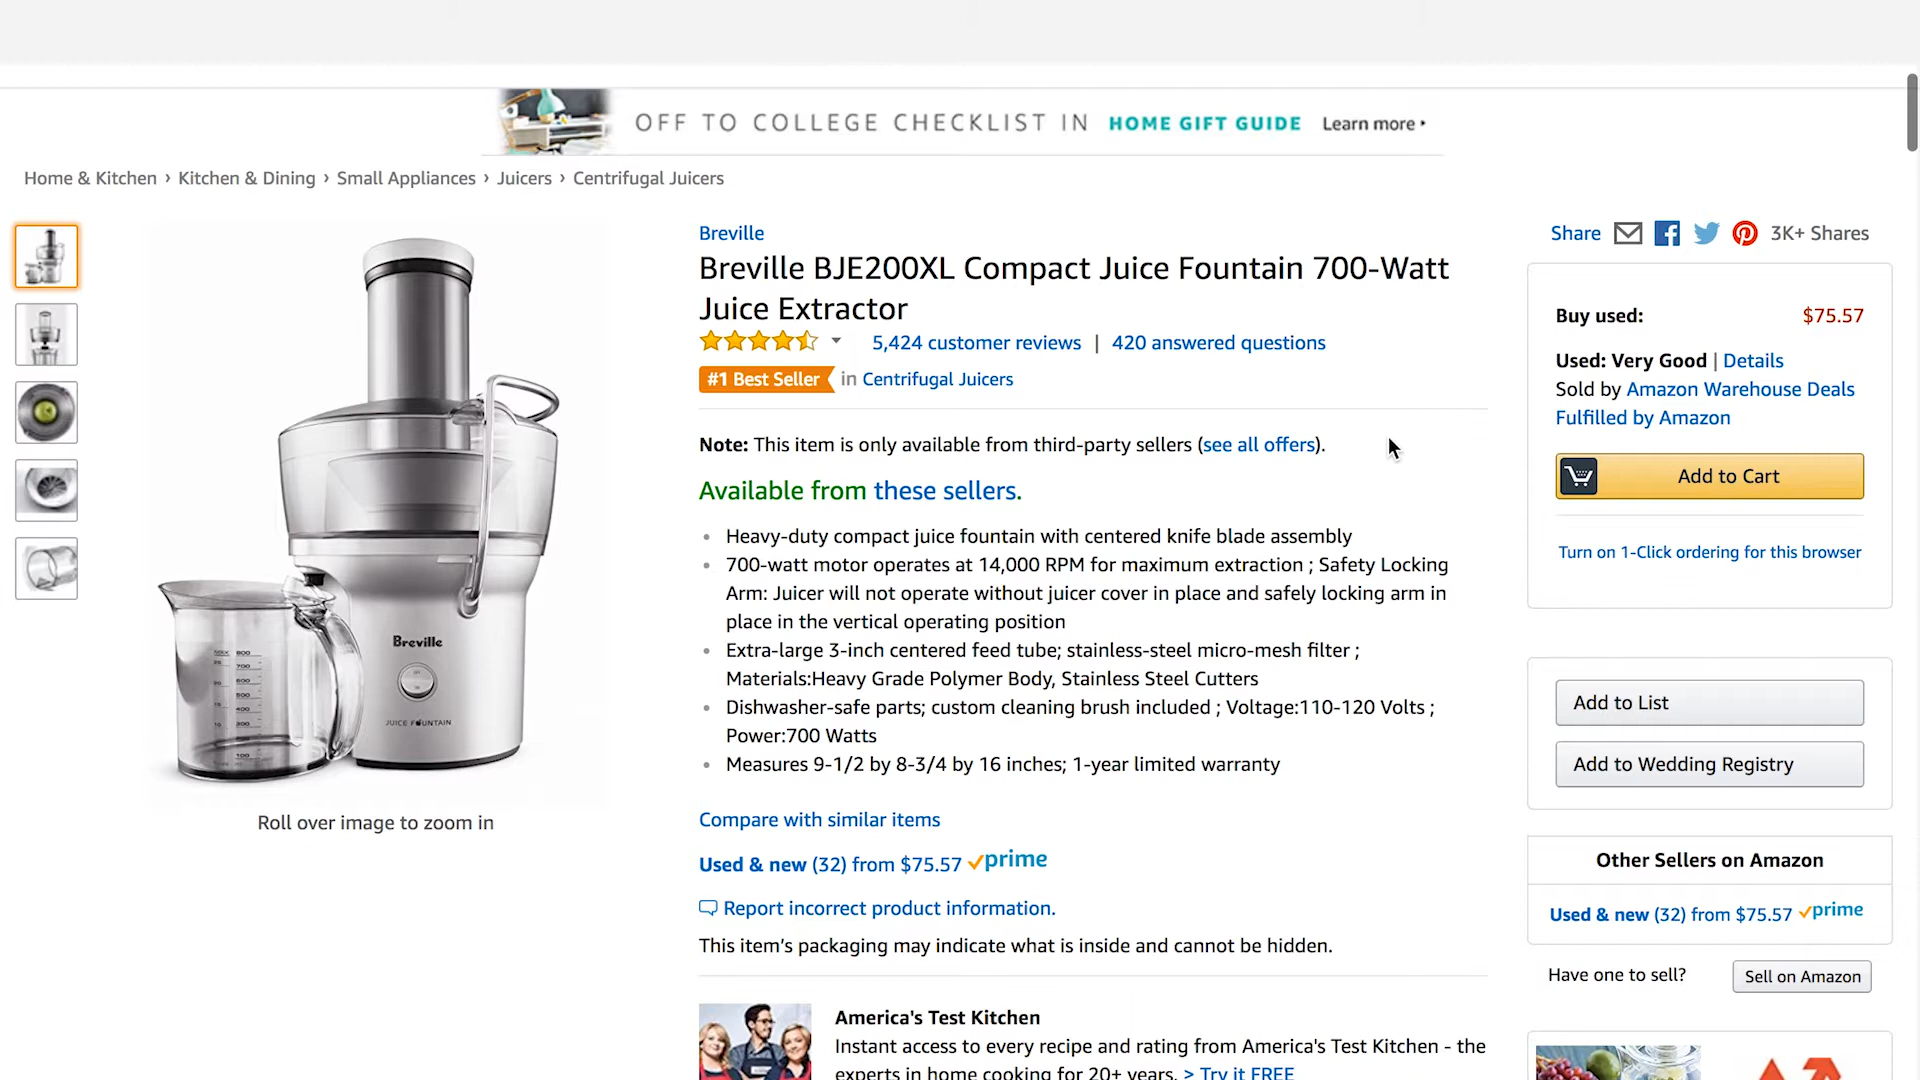 OFF TO COLLEGE CHECKLIST IN HOME GIFT GUIDE Learn more ▸
Home & Kitchen › Kitchen & Dining › Small Appliances › Juicers › Centrifugal Juicers
Breville
Breville BJE200XL Compact Juice Fountain 700-Watt
Juice Extractor
5,424 customer reviews | 420 answered questions
#1 Best Seller in Centrifugal Juicers
Note: This item is only available from third-party sellers (see all offers).
Available from these sellers.
• Heavy-duty compact juice fountain with centered knife blade assembly
• 700-watt motor operates at 14,000 RPM for maximum extraction ; Safety Locking
Arm: Juicer will not operate without juicer cover in place and safely locking arm in
place in the vertical operating position
• Extra-large 3-inch centered feed tube; stainless-steel micro-mesh filter ;
Materials:Heavy Grade Polymer Body, Stainless Steel Cutters
• Dishwasher-safe parts; custom cleaning brush included ; Voltage:110-120 Volts ;
Power:700 Watts
• Measures 9-1/2 by 8-3/4 by 16 inches; 1-year limited warranty
Compare with similar items
Used & new (32) from $75.57 prime
Report incorrect product information.
This item's packaging may indicate what is inside and cannot be hidden.
America's Test Kitchen
Instant access to every recipe and rating from America's Test Kitchen - the
experts in home cooking for 20+ years. > Try it FREE
Breville
JUICE FOUNTAIN
MAX 800
700
600
500
400
300
100
Roll over image to zoom in
Share 3K+ Shares
Buy used: $75.57
Used: Very Good | Details
Sold by Amazon Warehouse Deals
Fulfilled by Amazon
Add to Cart
Turn on 1-Click ordering for this browser
Add to List
Add to Wedding Registry
Other Sellers on Amazon
Used & new (32) from $75.57 prime
Have one to sell? Sell on Amazon